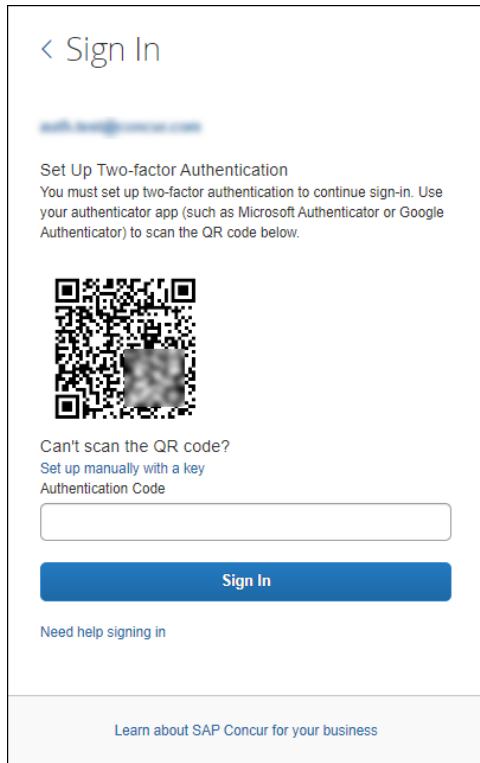 Sign In
Set Up Two-factor Authentication
You must set up two-factor authentication to continue sign-in. Use
your authenticator app (such as Microsoft Authenticator or Google
Authenticator) to scan the QR code below.
Can't scan the QR code?
Set up manually with a key
Authentication Code
Sign In
Need help signing in
Learn about SAP Concur for your business